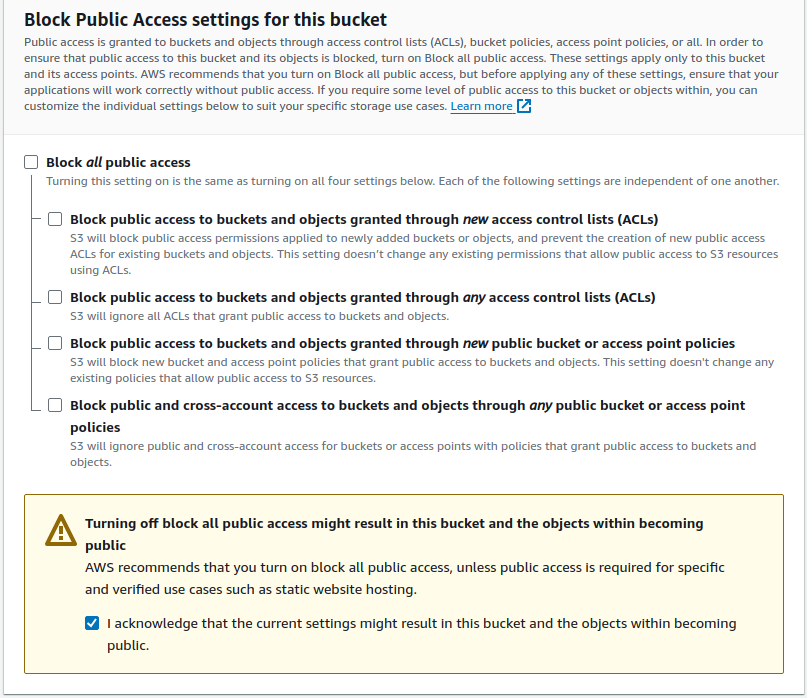 Block Public Access settings for this bucket
Public access is granted to buckets and objects through access control lists (ACLs), bucket policies, access point policies, or all. In order to
ensure that public access to this bucket and its objects is blocked, turn on Block all public access. These settings apply only to this bucket
and its access points. AWS recommends that you turn on Block all public access, but before applying any of these settings, ensure that your
applications will work correctly without public access. If you require some level of public access to this bucket or objects within, you can
customize the individual settings below to suit your specific storage use cases. Learn more
Block all public access
Turning this setting on is the same as turning on all four settings below. Each of the following settings are independent of one another.
Block public access to buckets and objects granted through new access control lists (ACLs)
S3 will block public access permissions applied to newly added buckets or objects, and prevent the creation of new public access
ACLs for existing buckets and objects. This setting doesn't change any existing permissions that allow public access to S3 resources
using ACLs.
Block public access to buckets and objects granted through any access control lists (ACLs)
S3 will ignore all ACLs that grant public access to buckets and objects.
Block public access to buckets and objects granted through new public bucket or access point policies
S3 will block new bucket and access point policies that grant public access to buckets and objects. This setting doesn't change any
existing policies that allow public access to S3 resources.
Block public and cross-account access to buckets and objects through any public bucket or access point
policies
S3 will ignore public and cross-account access for buckets or access points with policies that grant public access to buckets and
objects.
Turning off block all public access might result in this bucket and the objects within becoming
public
AWS recommends that you turn on block all public access, unless public access is required for specific
and verified use cases such as static website hosting.
I acknowledge that the current settings might result in this bucket and the objects within becoming
public.